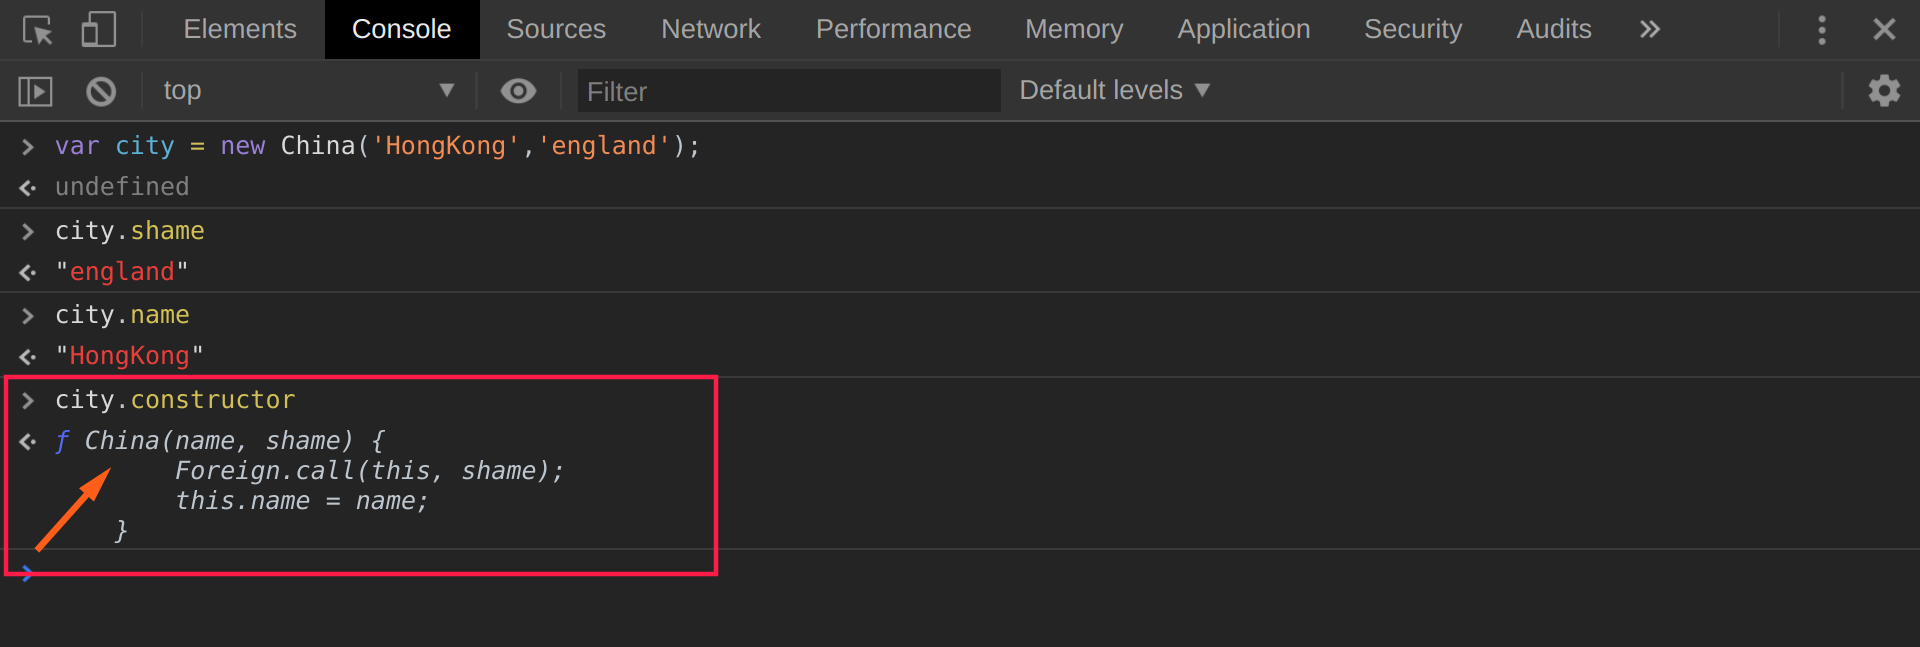 Elements Console Sources Network Performance Memory Application Security Audits »
top ▼ Filter Default levels ▼
> var city = new China('HongKong','england');
undefined
> city.shame
"england"
> city.name
"HongKong"
> city.constructor
ƒ China(name, shame) {
Foreign.call(this, shame);
this.name = name;
}
>